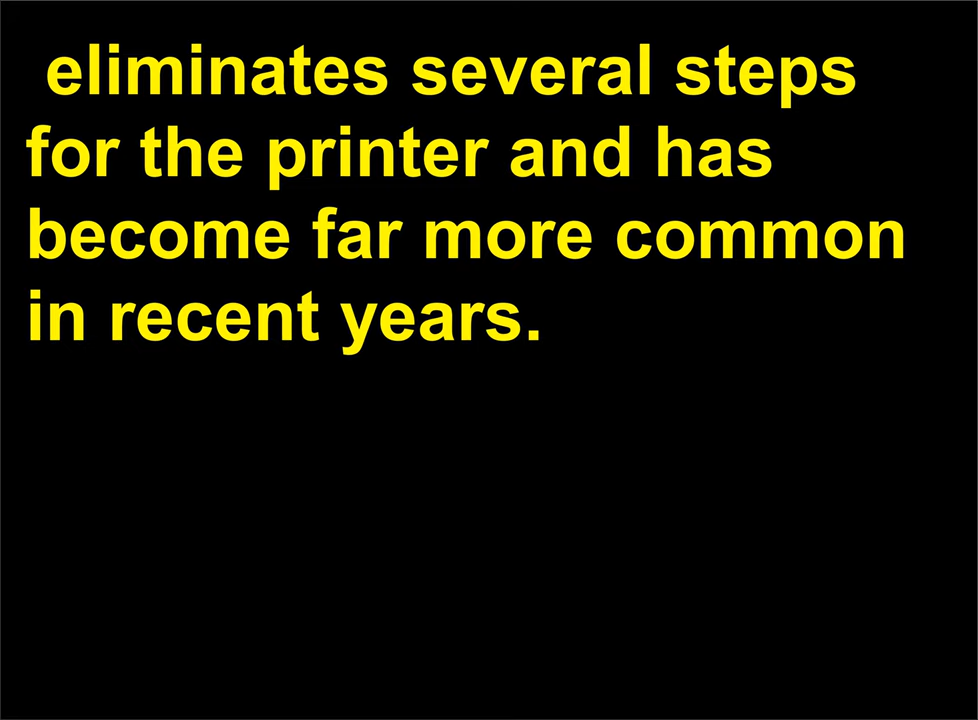 eliminates several steps
for the printer and has
become far more common
in recent years.